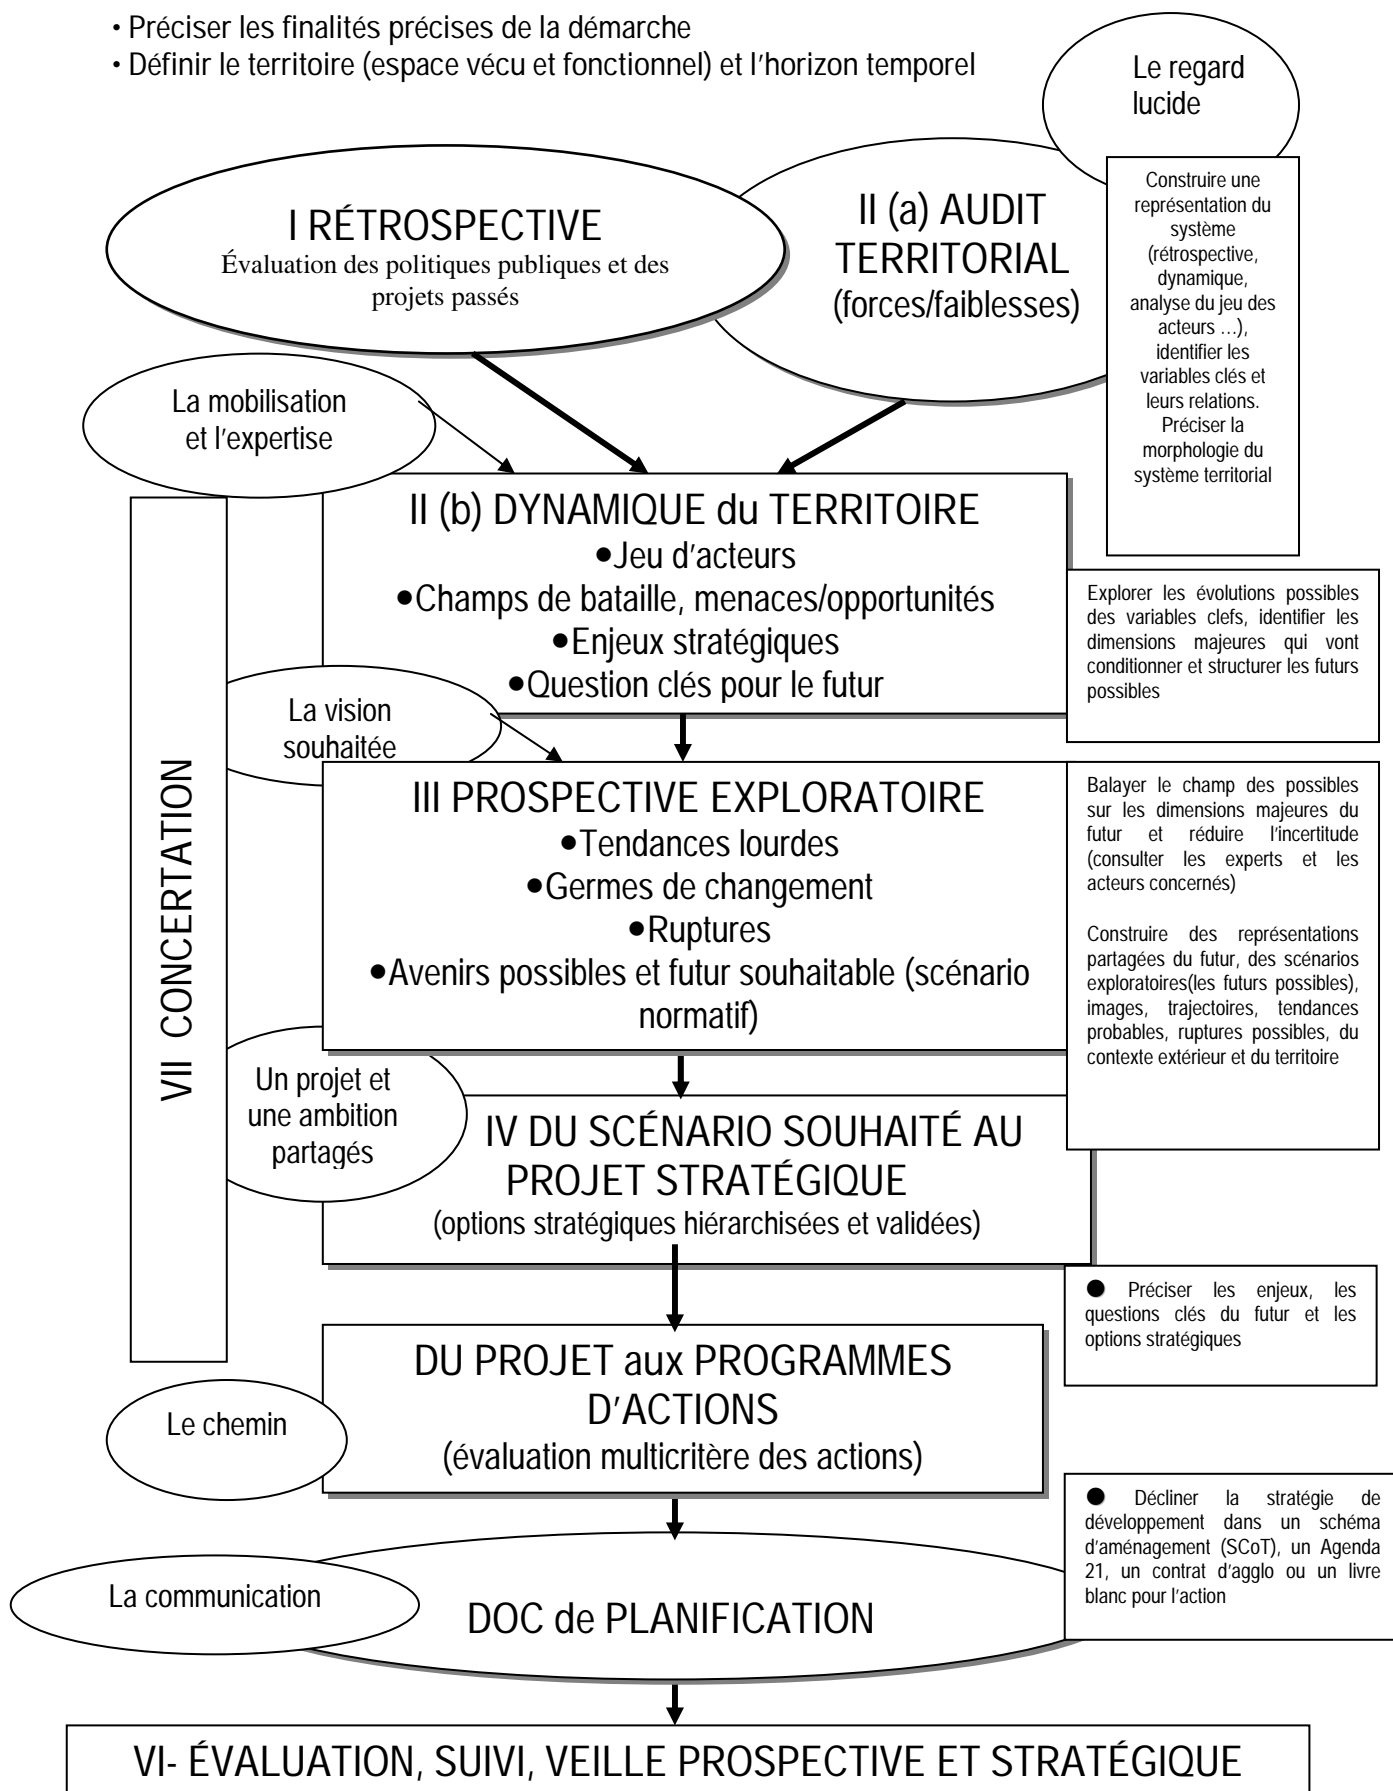 • Préciser les finalités précises de la démarche
• Définir le territoire (espace vécu et fonctionnel) et l'horizon temporel
Le regard
lucide
I RÉTROSPECTIVE
Évaluation des politiques publiques et des
projets passés
II (a) AUDIT
TERRITORIAL
(forces/faiblesses)
Construire une
représentation du
système
(rétrospective,
dynamique,
analyse du jeu des
acteurs …),
identifier les
variables clés et
leurs relations.
Préciser la
morphologie du
système territorial
La mobilisation
et l'expertise
II (b) DYNAMIQUE du TERRITOIRE
●Jeu d'acteurs
●Champs de bataille, menaces/opportunités
●Enjeux stratégiques
●Question clés pour le futur
Explorer les évolutions possibles
des variables clefs, identifier les
dimensions majeures qui vont
conditionner et structurer les futurs
possibles
La vision
souhaitée
VII CONCERTATION
III PROSPECTIVE EXPLORATOIRE
●Tendances lourdes
●Germes de changement
●Ruptures
●Avenirs possibles et futur souhaitable (scénario
normatif)
Balayer le champ des possibles
sur les dimensions majeures du
futur et réduire l'incertitude
(consulter les experts et les
acteurs concernés)
Construire des représentations
partagées du futur, des scénarios
exploratoires(les futurs possibles),
images, trajectoires, tendances
probables, ruptures possibles, du
contexte extérieur et du territoire
Un projet et
une ambition
partagés
IV DU SCÉNARIO SOUHAITÉ AU
PROJET STRATÉGIQUE
(options stratégiques hiérarchisées et validées)
● Préciser les enjeux, les
questions clés du futur et les
options stratégiques
DU PROJET aux PROGRAMMES
D'ACTIONS
(évaluation multicritère des actions)
Le chemin
● Décliner la stratégie de
développement dans un schéma
d'aménagement (SCoT), un Agenda
21, un contrat d'agglo ou un livre
blanc pour l'action
La communication
DOC de PLANIFICATION
VI- ÉVALUATION, SUIVI, VEILLE PROSPECTIVE ET STRATÉGIQUE